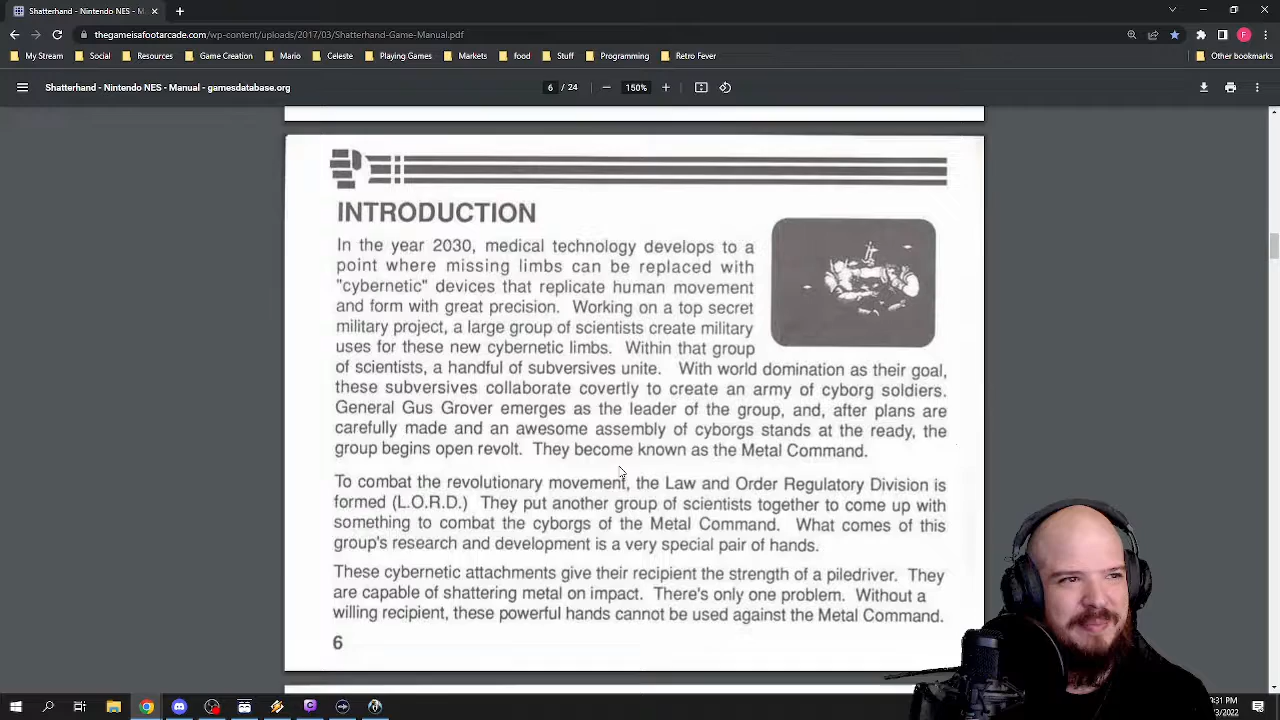 Shatterhand - Nintendo NES - M
thegameisafootarcade.com/wp-content/uploads/2017/03/Shatterhand-Game-Manual.pdf
F
My Stream Social Resources Game Creation Mario Celeste Playing Games Markets food Stuff Programming Retro Fever Other bookmarks
Shatterhand - Nintendo NES - Manual - gamesdatabase.org 6 / 24 150%
INTRODUCTION
In the year 2030, medical technology develops to a
point where missing limbs can be replaced with
"cybernetic" devices that replicate human movement
and form with great precision. Working on a top secret
military project, a large group of scientists create military
uses for these new cybernetic limbs. Within that group
of scientists, a handful of subversives unite. With world domination as their goal,
these subversives collaborate covertly to create an army of cyborg soldiers.
General Gus Grover emerges as the leader of the group, and, after plans are
carefully made and an awesome assembly of cyborgs stands at the ready, the
group begins open revolt. They become known as the Metal Command.
To combat the revolutionary movement, the Law and Order Regulatory Division is
formed (L.O.R.D.) They put another group of scientists together to come up with
something to combat the cyborgs of the Metal Command. What comes of this
group's research and development is a very special pair of hands.
These cybernetic attachments give their recipient the strength of a piledriver. They
are capable of shattering metal on impact. There's only one problem. Without a
willing recipient, these powerful hands cannot be used against the Metal Command.
6
:31 PM